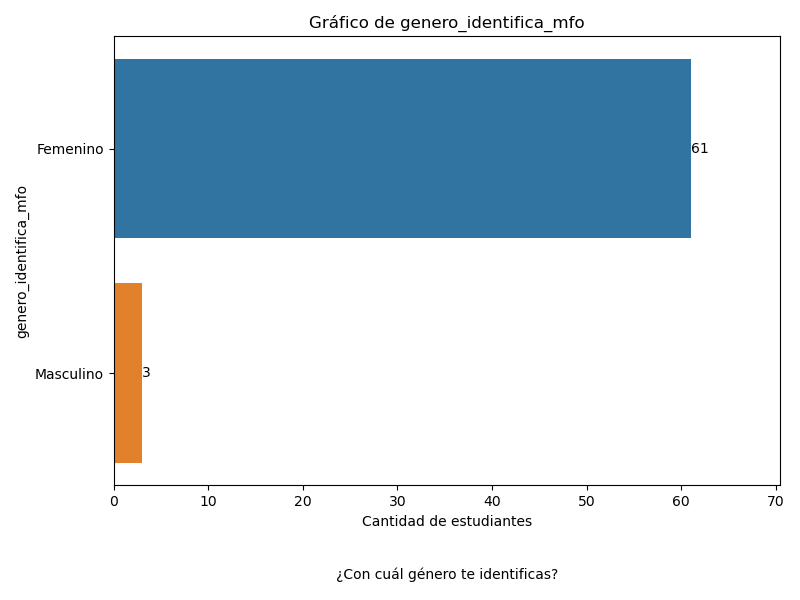 Gráfico de genero_identifica_mfo
genero_identifica_mfo
Femenino
61
Masculino
3
0 10 20 30 40 50 60 70
Cantidad de estudiantes
¿Con cuál género te identificas?